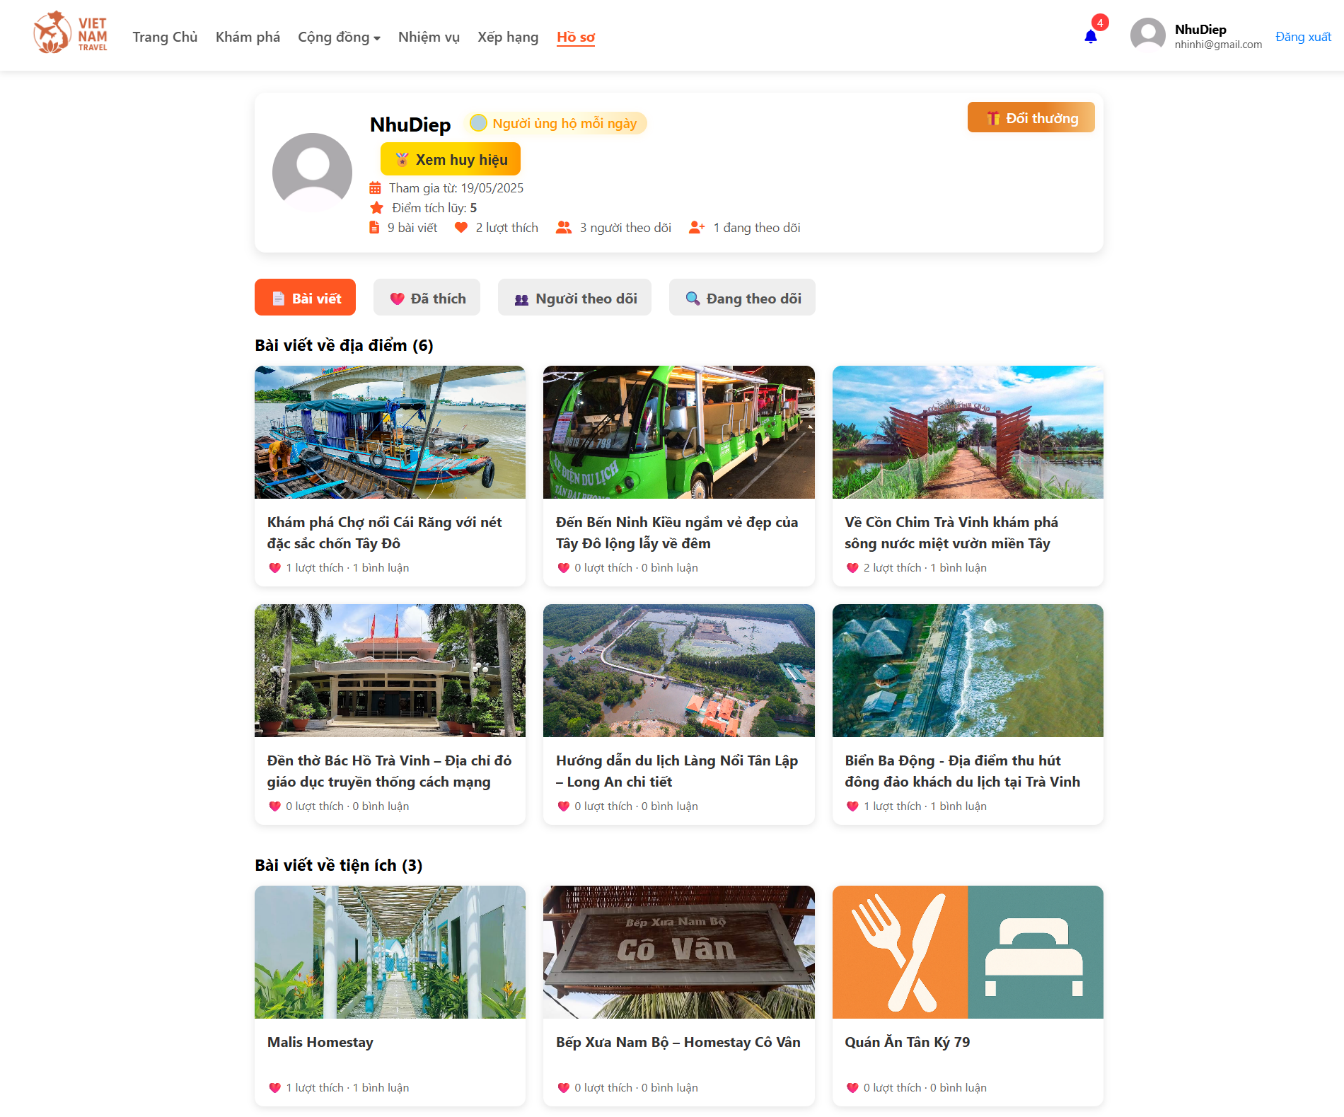 VIET
NAM
TRAVEL
Trang Chủ
Khám phá
Cộng đồng
Nhiệm vụ
Xếp hạng
Hồ sơ
4
NhuDiep
nhinhi@gmail.com
Đăng xuất
NhuDiep
Người ủng hộ mỗi ngày
Đổi thưởng
Xem huy hiệu
Tham gia từ: 19/05/2025
Điểm tích lũy: 5
9 bài viết
2 lượt thích
3 người theo dõi
1 đang theo dõi
Bài viết
Đã thích
Người theo dõi
Đang theo dõi
Bài viết về địa điểm (6)
Khám phá Chợ nổi Cái Răng với nét
đặc sắc chốn Tây Đô
1 lượt thích · 1 bình luận
ĐIỆN DU LỊCH
Đến Bến Ninh Kiều ngắm vẻ đẹp của
Tây Đô lộng lẫy về đêm
0 lượt thích · 0 bình luận
Về Cồn Chim Trà Vinh khám phá
sông nước miệt vườn miền Tây
2 lượt thích · 1 bình luận
Đền thờ Bác Hồ Trà Vinh – Địa chỉ đỏ
giáo dục truyền thống cách mạng
0 lượt thích · 0 bình luận
Hướng dẫn du lịch Làng Nổi Tân Lập
– Long An chi tiết
0 lượt thích · 0 bình luận
Biển Ba Động - Địa điểm thu hút
đông đảo khách du lịch tại Trà Vinh
1 lượt thích · 1 bình luận
Bài viết về tiện ích (3)
Malis Homestay
1 lượt thích · 1 bình luận
Bếp Xưa Nam Bộ
Cô Vân
Bếp Xưa Nam Bộ – Homestay Cô Vân
0 lượt thích · 0 bình luận
Quán Ăn Tân Ký 79
0 lượt thích · 0 bình luận